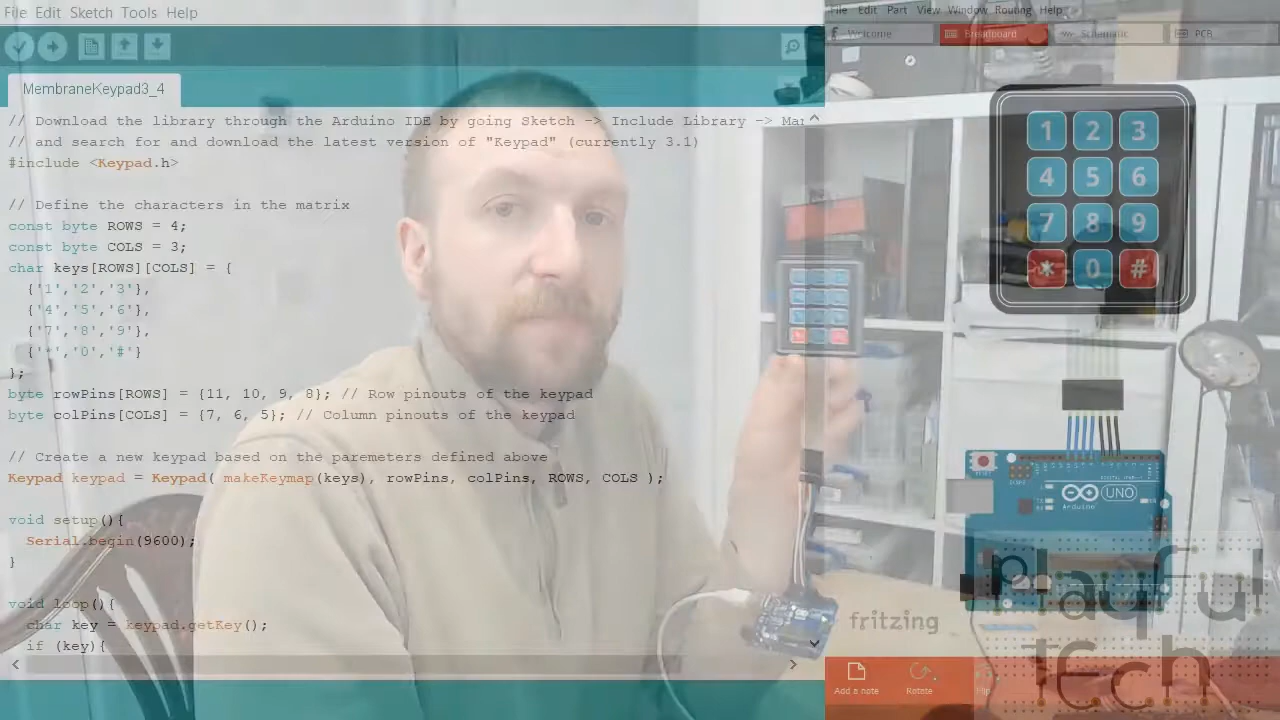 File Edit Sketch Tools Help
MembraneKeypad3_4
// Download the library through the Arduino IDE by going Sketch -> Include Library ->
// and search for and download the latest version of "Keypad" (currently 3.1)
#include <Keypad.h>
// Define the characters in the matrix
const byte ROWS = 4;
const byte COLS = 3;
char keys[ROWS][COLS] = {
{'1','2','3'},
{'4','5','6'},
{'7','8','9'},
{'*','0','#'}
};
byte rowPins[ROWS] = {11, 10, 9, 8}; // Row pinouts of the keypad
byte colPins[COLS] = {7, 6, 5}; // Column pinouts of the keypad
// Create a new keypad based on the paremeters defined above
Keypad keypad = Keypad( makeKeymap(keys), rowPins, colPins, ROWS, COLS );
void setup(){
Serial.begin(9600);
}
void loop(){
char key = keypad.getKey();
if (key){
File Edit Part View Window Routing Help
Welcome Breadboard Schematic PCB
1 2 3
4 5 6
7 8 9
* 0 #
UNO
Arduino
fritzing
Add a note Rotate Flip
playful
tech